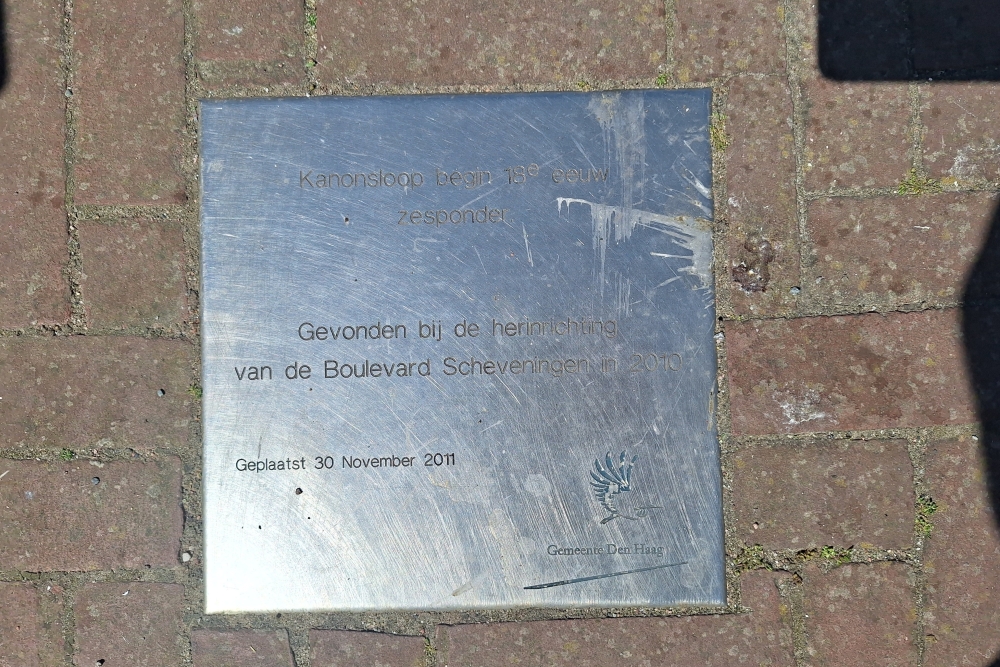 Kanonsloop begin 18e eeuw
zesponder
Gevonden bij de herinrichting
van de Boulevard Scheveningen in 2010
Geplaatst 30 November 2011
Gemeente Den Haag